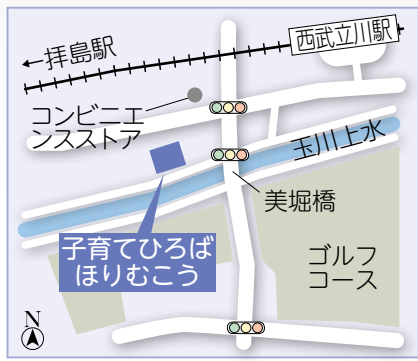 西武立川駅
←拝島駅
コンビニエ
ンスストア
玉川上水
美堀橋
子育てひろば
ほりむこう
ゴルフ
コース
N